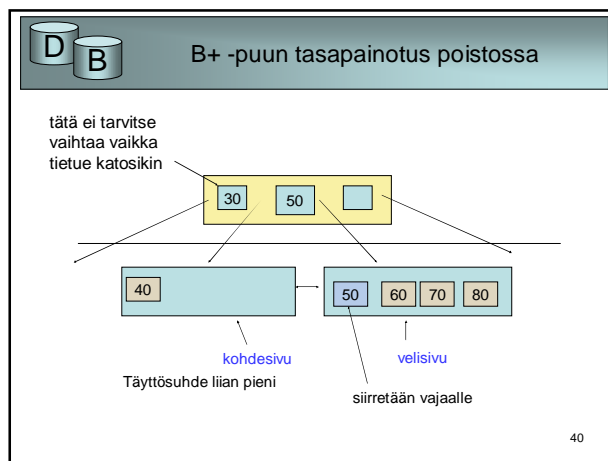 D B
B+ -puun tasapainotus poistossa
tätä ei tarvitse
vaihtaa vaikka
tietue katosikin
30 50
40
50 60 70 80
kohdesivu
velisivu
Täyttösuhde liian pieni
siirretään vajaalle
40